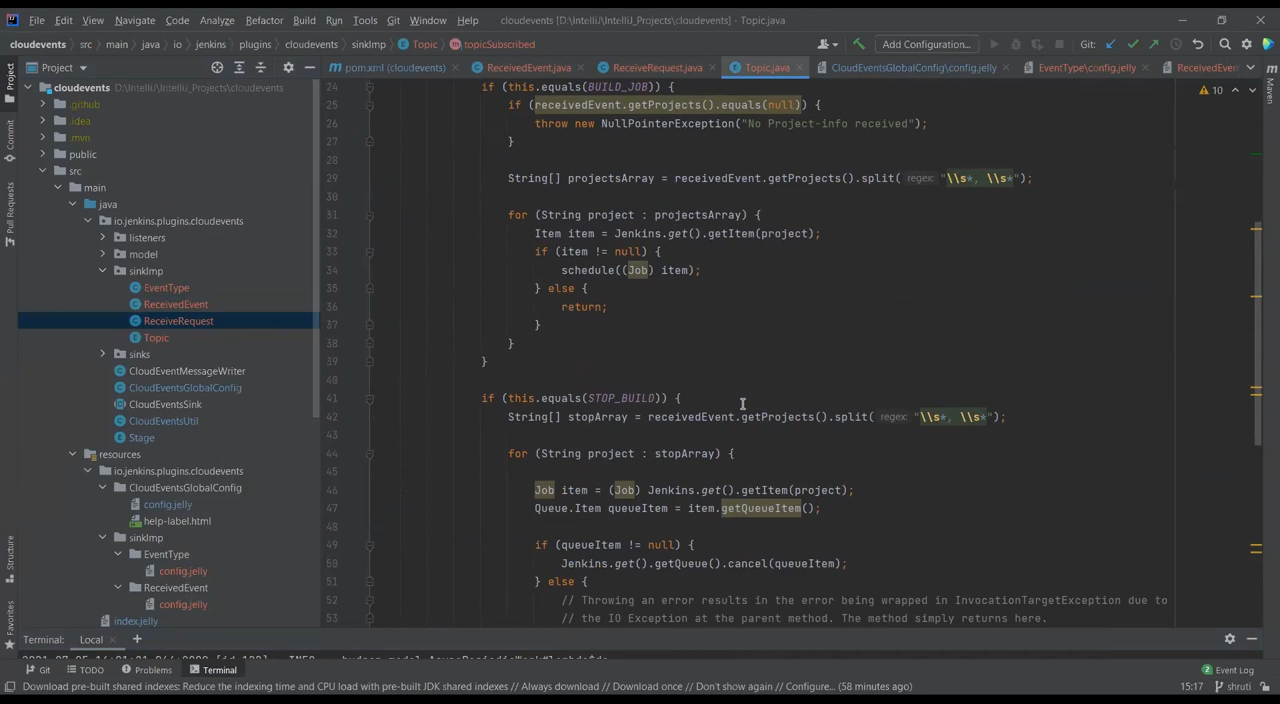 File Edit View Navigate Code Analyze Refactor Build Run Tools Git Window Help cloudevents [D:\IntelliJ\IntelliJ_Projects\cloudevents] - Topic.java
cloudevents src main java io jenkins plugins cloudevents sinkImp Topic topicSubscribed Add Configuration... Git:
Project pom.xml (cloudevents) ReceivedEvent.java ReceiveRequest.java Topic.java CloudEventsGlobalConfig\config.jelly EventType\config.jelly ReceivedEve
Project
Commit
Pull Requests
Structure
Favorites
Maven
cloudevents D:\IntelliJ\IntelliJ_Projects\cloudevents
.github
.idea
.mvn
public
src
main
java
io.jenkins.plugins.cloudevents
listeners
model
sinkImp
EventType
ReceivedEvent
ReceiveRequest
Topic
sinks
CloudEventMessageWriter
CloudEventsGlobalConfig
CloudEventsSink
CloudEventsUtil
Stage
resources
io.jenkins.plugins.cloudevents
CloudEventsGlobalConfig
config.jelly
help-label.html
sinkImp
EventType
config.jelly
ReceivedEvent
config.jelly
index.jelly
10
24 if (this.equals(BUILD_JOB)) {
25 if (receivedEvent.getProjects().equals(null)) {
26 throw new NullPointerException("No Project-info received");
27 }
28
29 String[] projectsArray = receivedEvent.getProjects().split( regex: "\\s*, \\s*");
30
31 for (String project : projectsArray) {
32 Item item = Jenkins.get().getItem(project);
33 if (item != null) {
34 schedule((Job) item);
35 } else {
36 return;
37 }
38 }
39 }
40
41 if (this.equals(STOP_BUILD)) {
42 String[] stopArray = receivedEvent.getProjects().split( regex: "\\s*, \\s*");
43
44 for (String project : stopArray) {
45
46 Job item = (Job) Jenkins.get().getItem(project);
47 Queue.Item queueItem = item.getQueueItem();
48
49 if (queueItem != null) {
50 Jenkins.get().getQueue().cancel(queueItem);
51 } else {
52 // Throwing an error results in the error being wrapped in InvocationTargetException due to
53 // the IO Exception at the parent method. The method simply returns here.
Terminal: Local +
Git TODO Problems Terminal 2 Event Log
Download pre-built shared indexes: Reduce the indexing time and CPU load with pre-built JDK shared indexes // Always download // Download once // Don't show again // Configure... (58 minutes ago) 15:17 shruti